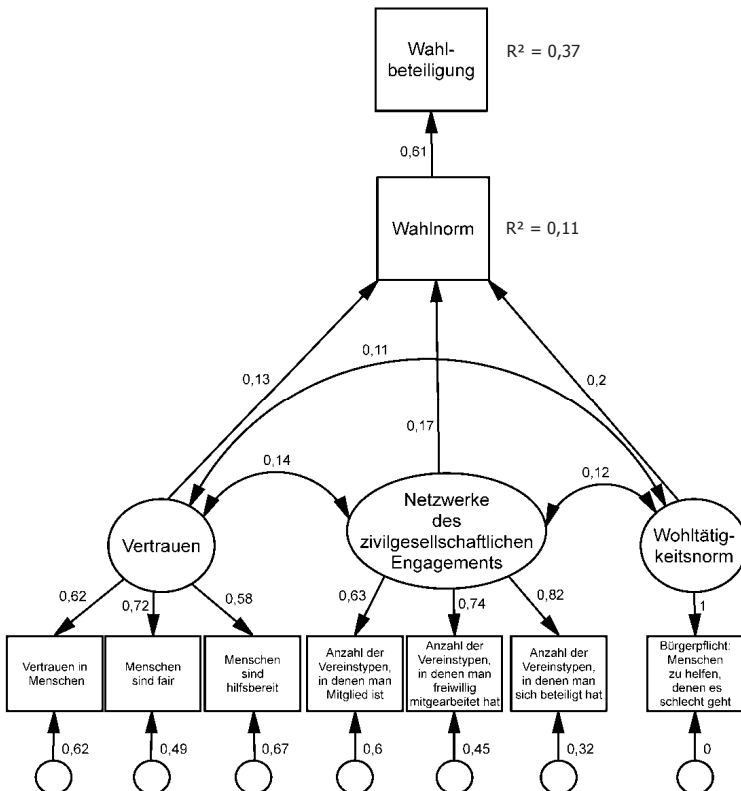 Wahl-
beteiligung
R² = 0,37
0,61
Wahlnorm
R² = 0,11
0,13
0,11
0,2
0,17
0,14
0,12
Vertrauen
Netzwerke
des
zivilgesellschaftlichen
Engagements
Wohltätig-
keitsnorm
0,62
0,72
0,58
0,63
0,74
0,82
1
Vertrauen in
Menschen
Menschen
sind fair
Menschen
sind
hilfsbereit
Anzahl der
Vereinstypen,
in denen man
Mitglied ist
Anzahl der
Vereinstypen,
in denen man
freiwillig
mitgearbeitet hat
Anzahl der
Vereinstypen,
in denen man
sich beteiligt hat
Bürgerpflicht:
Menschen
zu helfen,
denen es
schlecht geht
0,62
0,49
0,67
0,6
0,45
0,32
0